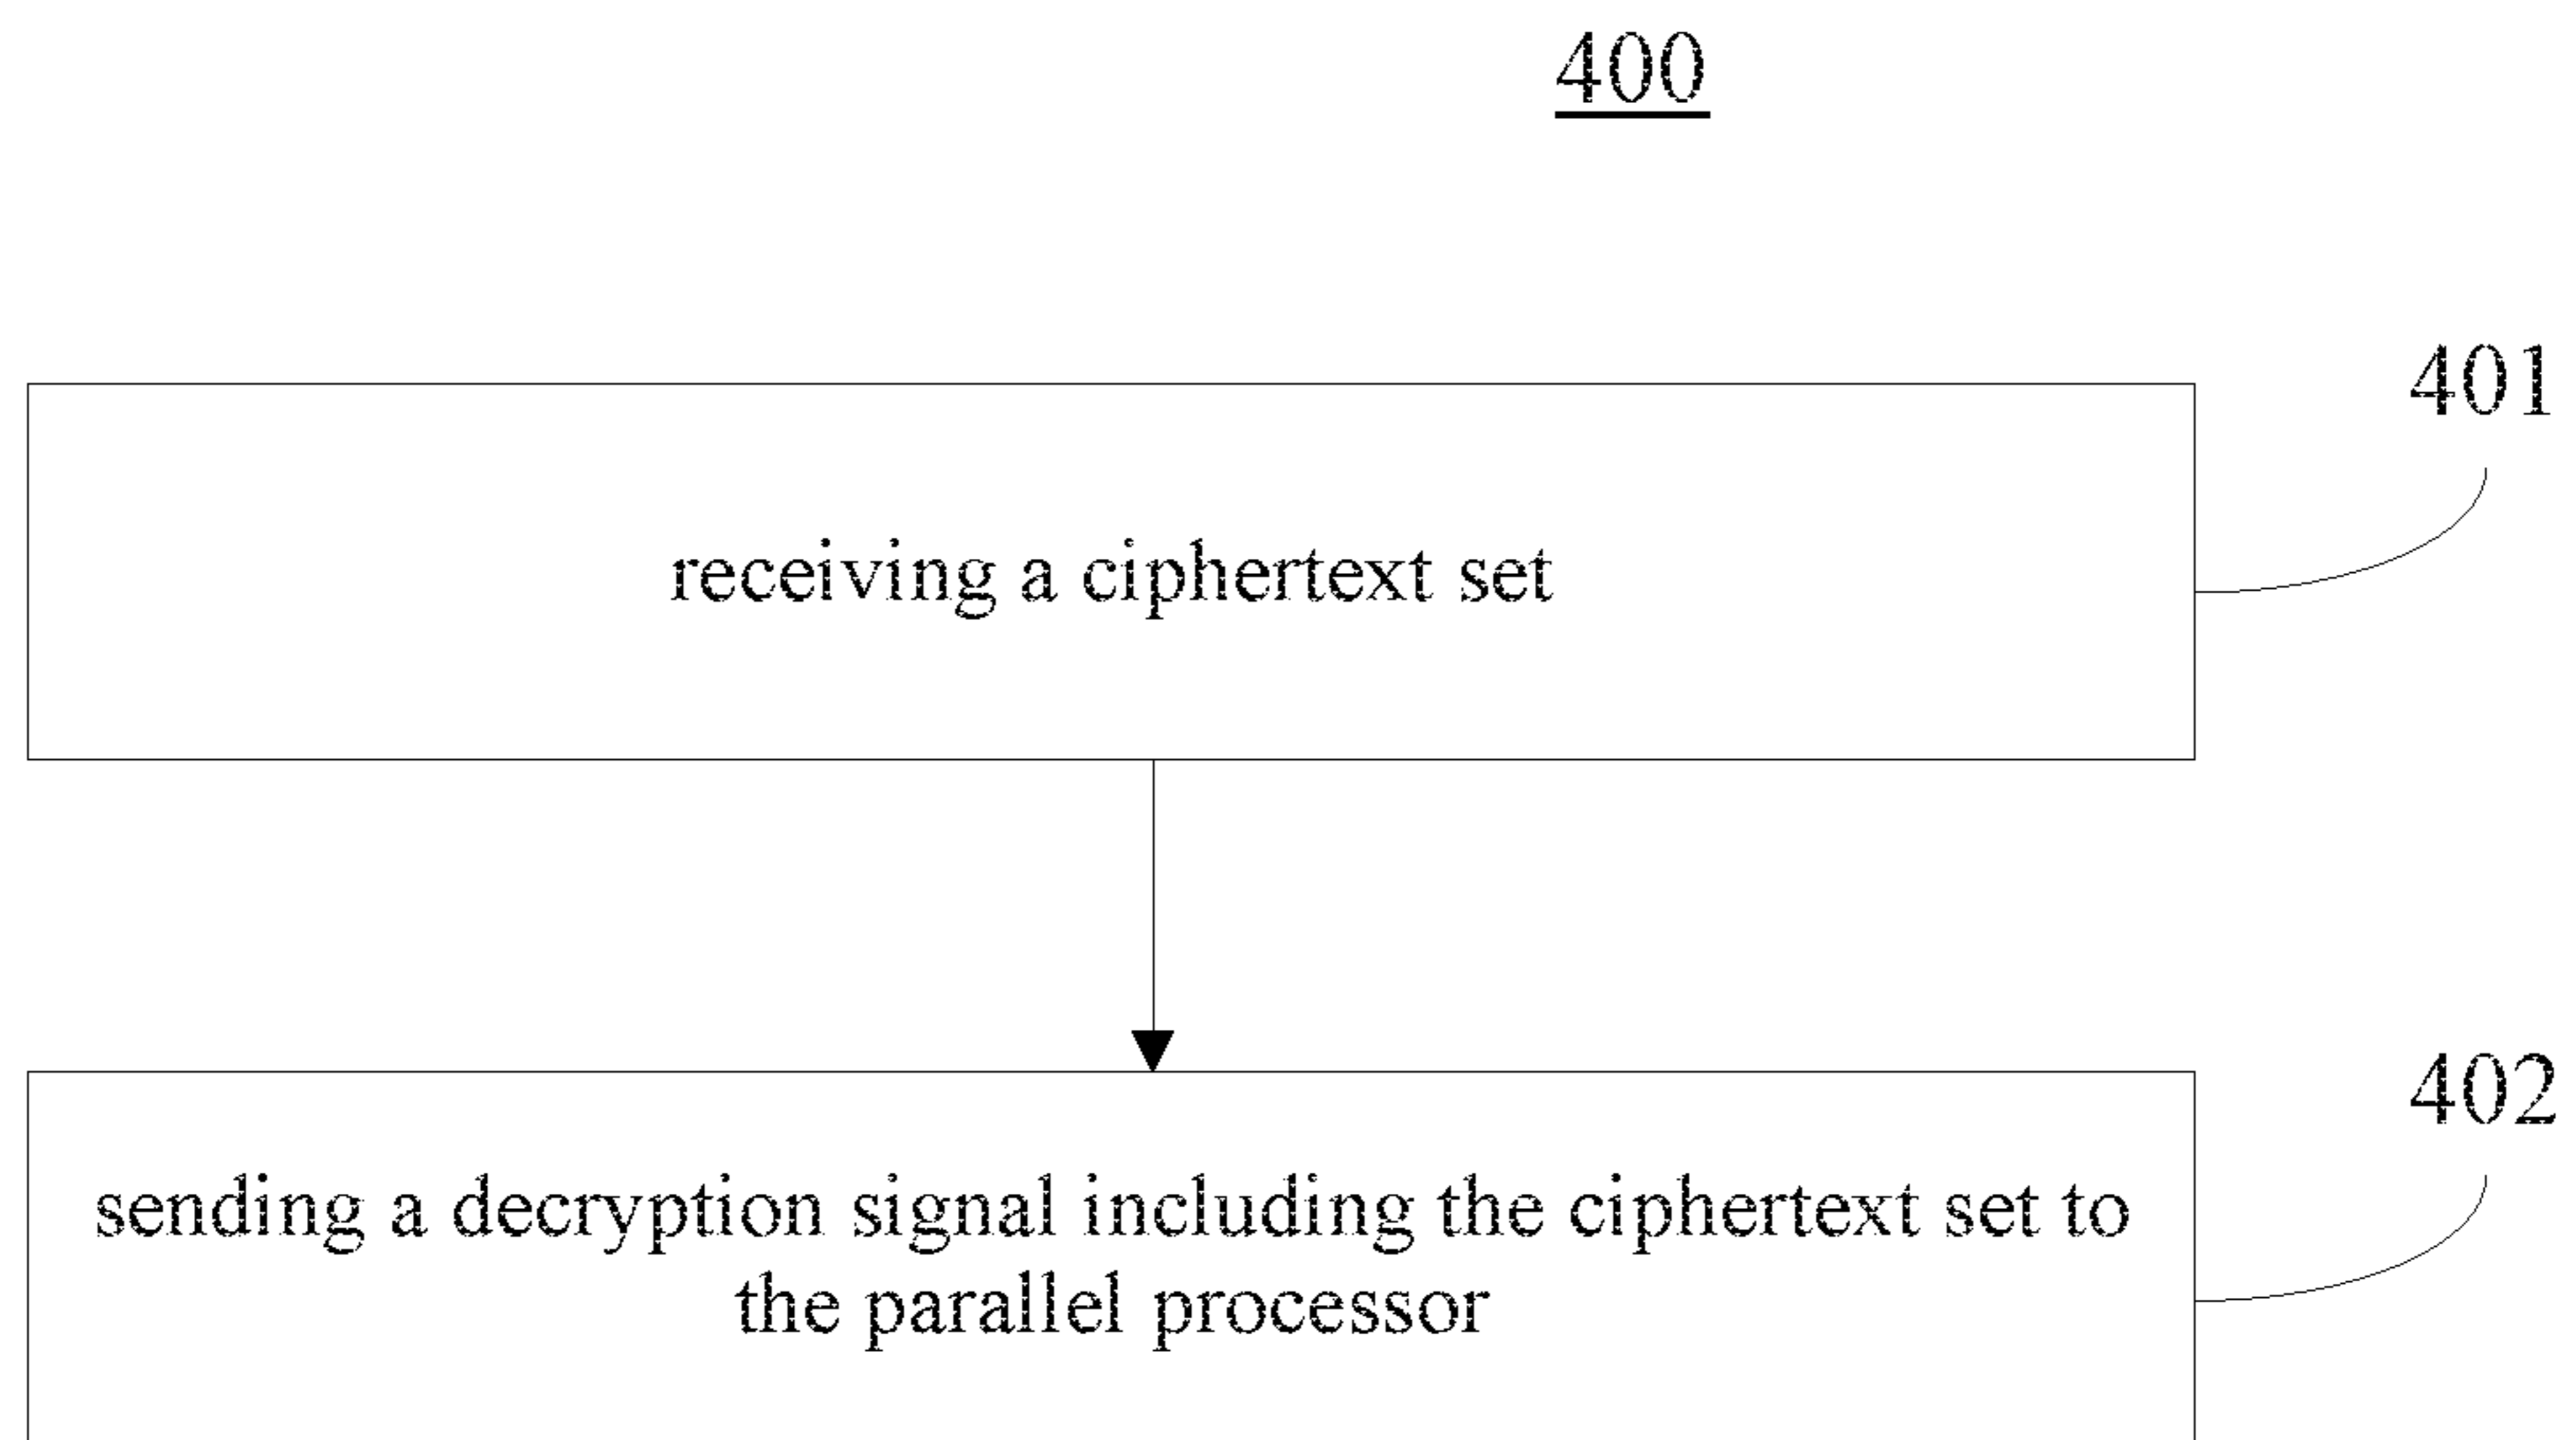 400
401
receiving a ciphertext set
402
sending a decryption signal including the ciphertext set to
the parallel processor